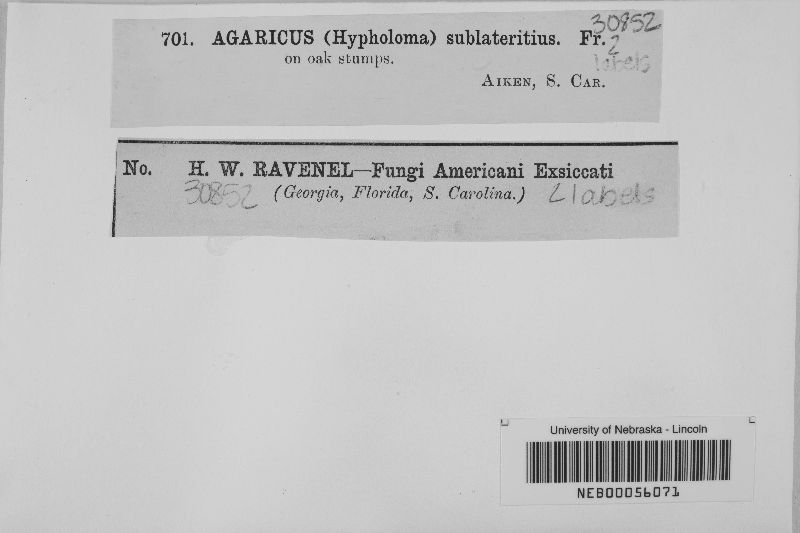 30852
701. AGARICUS (Hypholoma) sublateritius. Fr.
2
labels
on oak stumps.
AIKEN, S. CAR.
No. H. W. RAVENEL—Fungi Americani Exsiccati
30852 (Georgia, Florida, S. Carolina.) 2 labels
University of Nebraska - Lincoln
NEB00056071